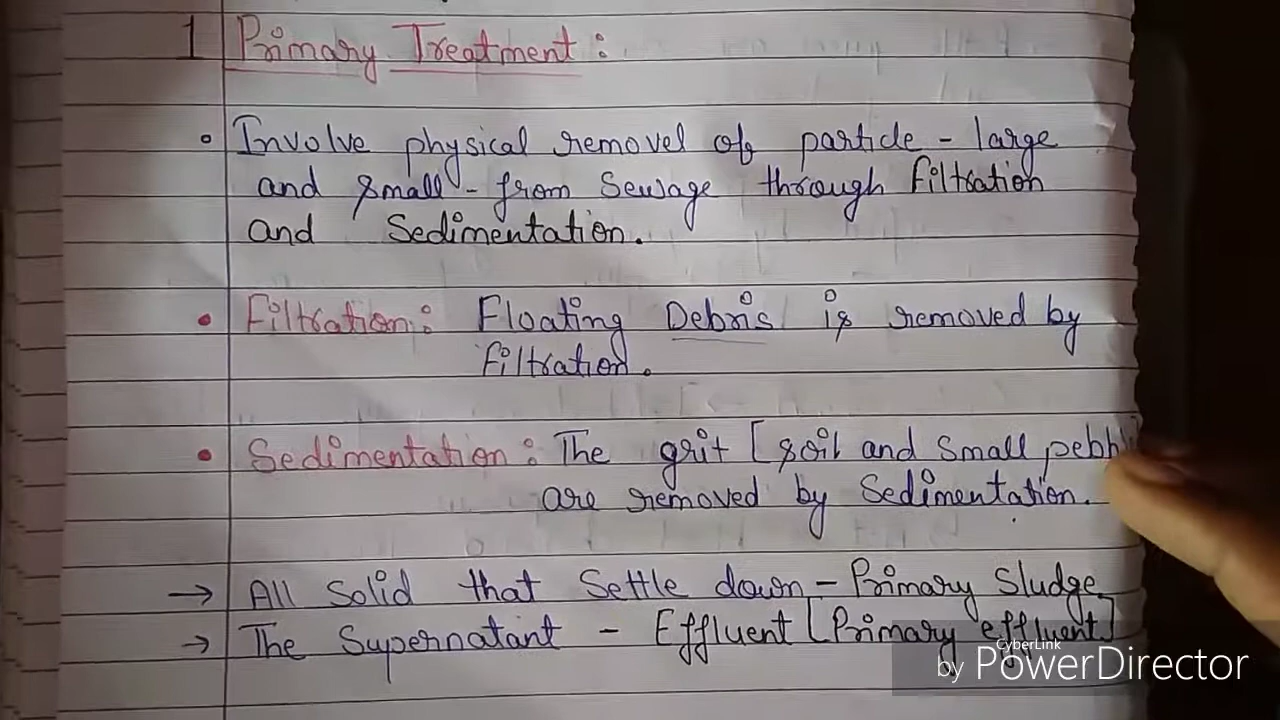 1 Primary Treatment :
• Involve physical removel of particle - large
and small - from Sewage through filtration
and Sedimentation.
• Filtration : Floating Debris is removed by
filtration.
• Sedimentation : The grit [soil and small
are removed by Sedimentation.
→ All Solid that Settle down - Primary Sludge
→ The Supernatant - Effluent [Primary effluent]
CyberLink
by PowerDirector